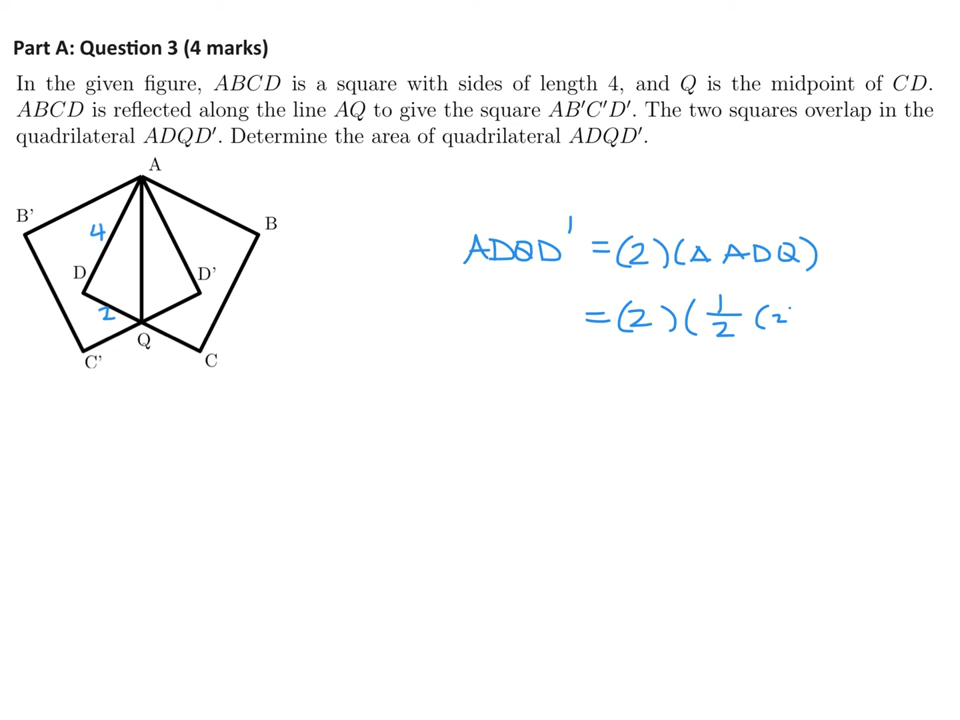 Part A: Question 3 (4 marks)
In the given figure, ABCD is a square with sides of length 4, and Q is the midpoint of CD.
ABCD is reflected along the line AQ to give the square AB′C′D′. The two squares overlap in the
quadrilateral ADQD′. Determine the area of quadrilateral ADQD′.
A
B'
B
4
D
D'
2
Q
C'
C
ADQD' = (2)(Δ ADQ)
= (2)(1/2 (2